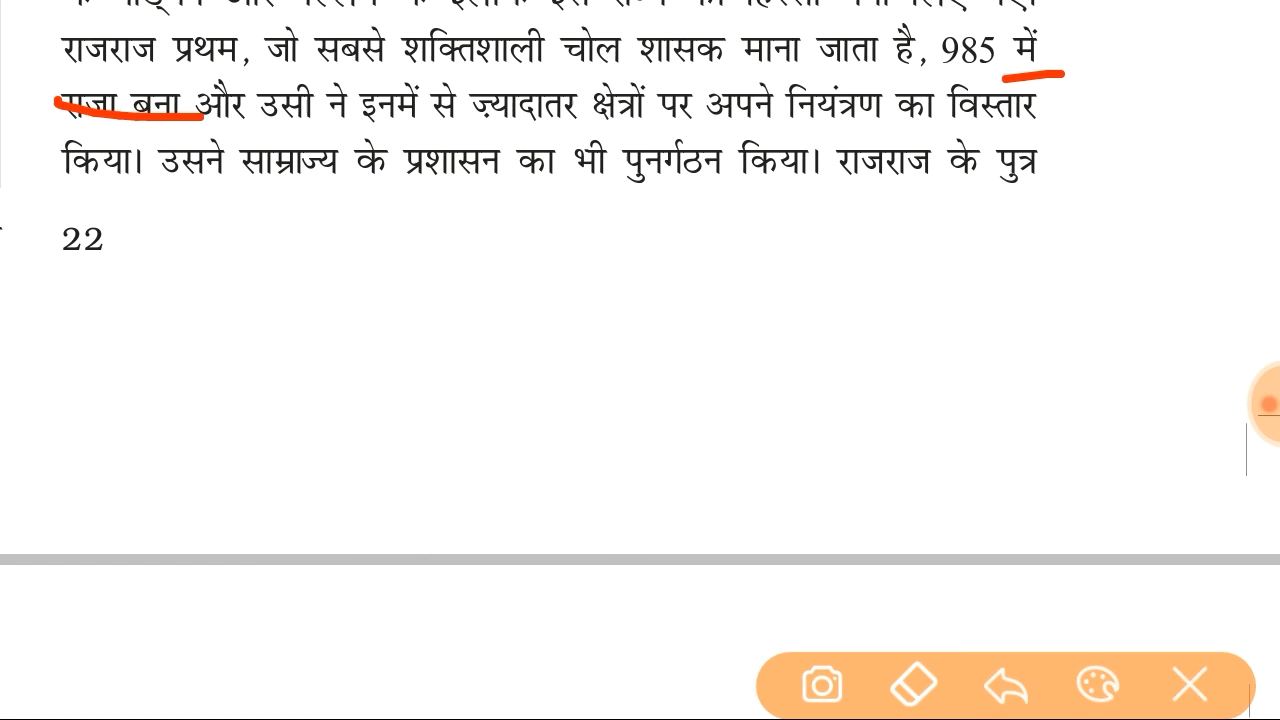 राजराज प्रथम, जो सबसे शक्तिशाली चोल शासक माना जाता है, 985 में
राजा बना और उसी ने इनमें से ज़्यादातर क्षेत्रों पर अपने नियंत्रण का विस्तार
किया। उसने साम्राज्य के प्रशासन का भी पुनर्गठन किया। राजराज के पुत्र
22